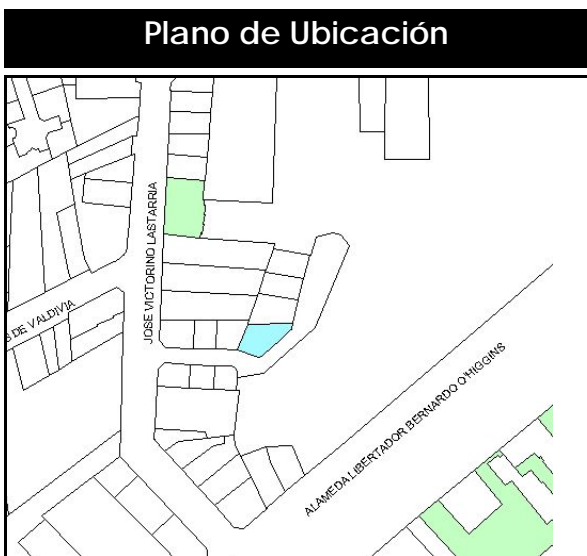 Plano de Ubicación
JOSE VICTORINO LASTARRIA
DE VALDIVIA
ALAMEDA LIBERTADOR BERNARDO O'HIGGINS